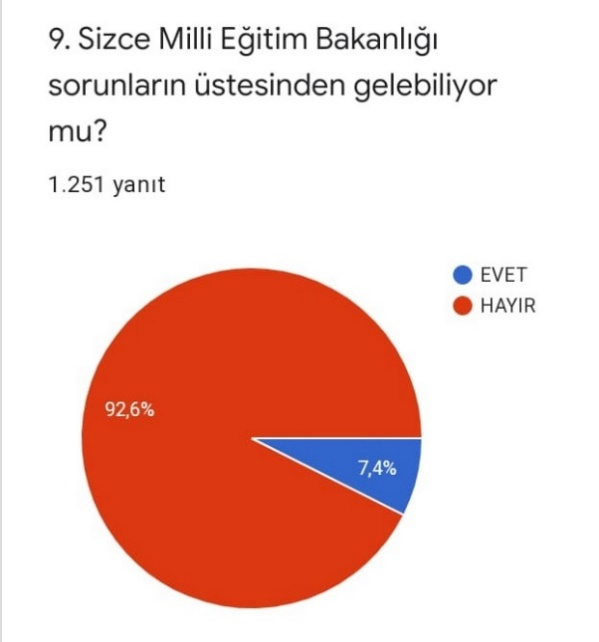 9. Sizce Milli Eğitim Bakanlığı
sorunların üstesinden gelebiliyor
mu?
1.251 yanıt
EVET
HAYIR
92,6%
7,4%